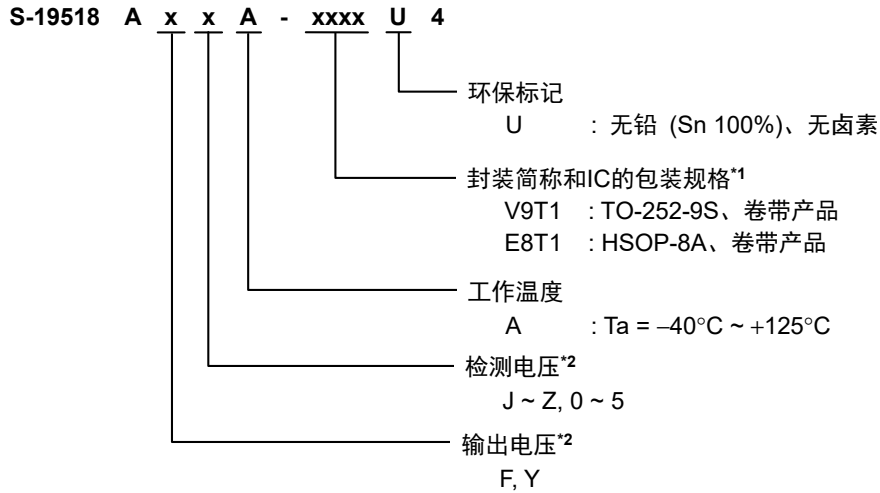 S-19518 A x x A - xxxx U 4
环保标记
U : 无铅 (Sn 100%)、无卤素
封装简称和IC的包装规格*1
V9T1 : TO-252-9S、卷带产品
E8T1 : HSOP-8A、卷带产品
工作温度
A : Ta = −40°C ~ +125°C
检测电压*2
J ~ Z, 0 ~ 5
输出电压*2
F, Y